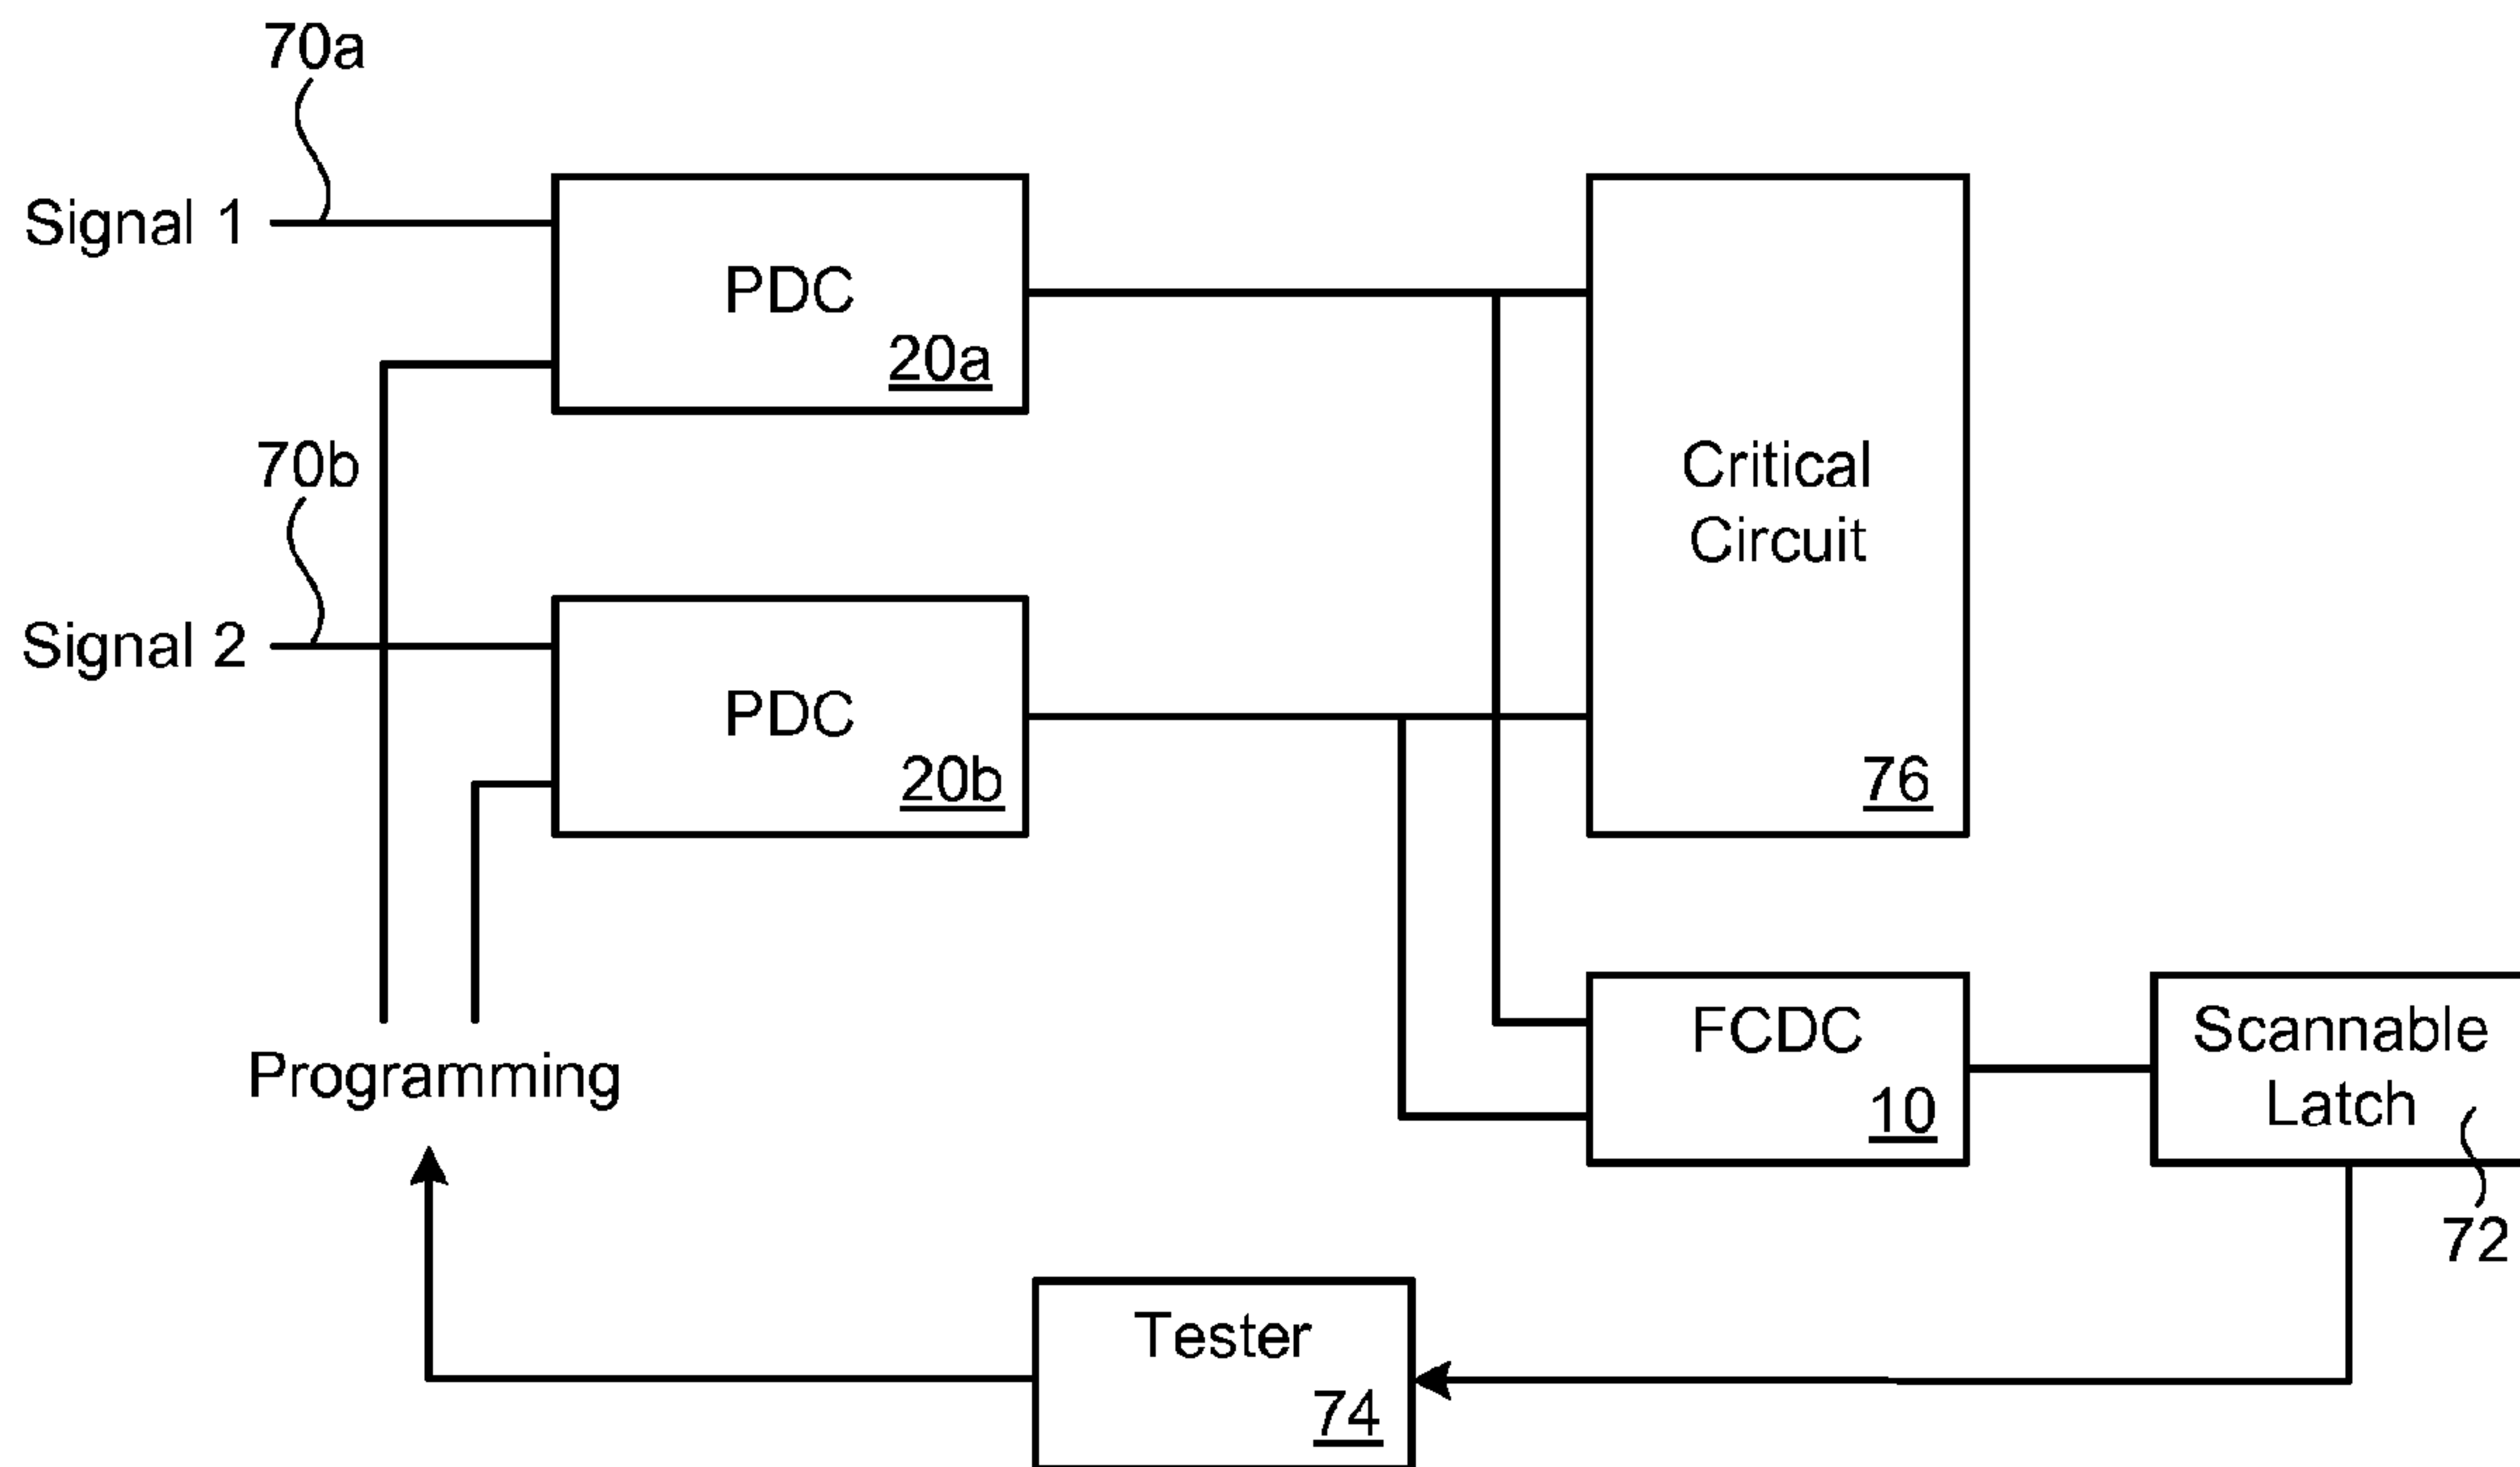 70a
Signal 1
PDC
20a
70b
Signal 2
PDC
20b
Critical
Circuit
76
Programming
FCDC
10
Scannable
Latch
72
Tester
74